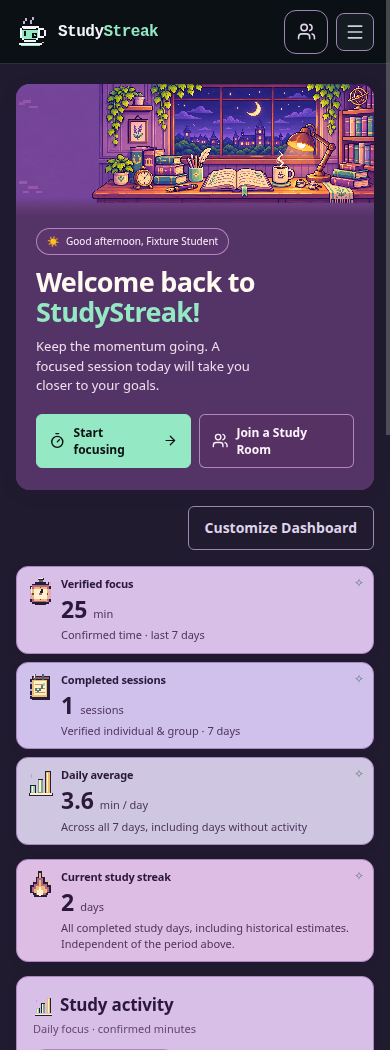 StudyStreak
Good afternoon, Fixture Student
Welcome back to
StudyStreak!
Keep the momentum going. A
focused session today will take you
closer to your goals.
Start
focusing
Join a Study
Room
Customize Dashboard
Verified focus
25 min
Confirmed time · last 7 days
Completed sessions
1 sessions
Verified individual & group · 7 days
Daily average
3.6 min / day
Across all 7 days, including days without activity
Current study streak
2 days
All completed study days, including historical estimates.
Independent of the period above.
Study activity
Daily focus · confirmed minutes